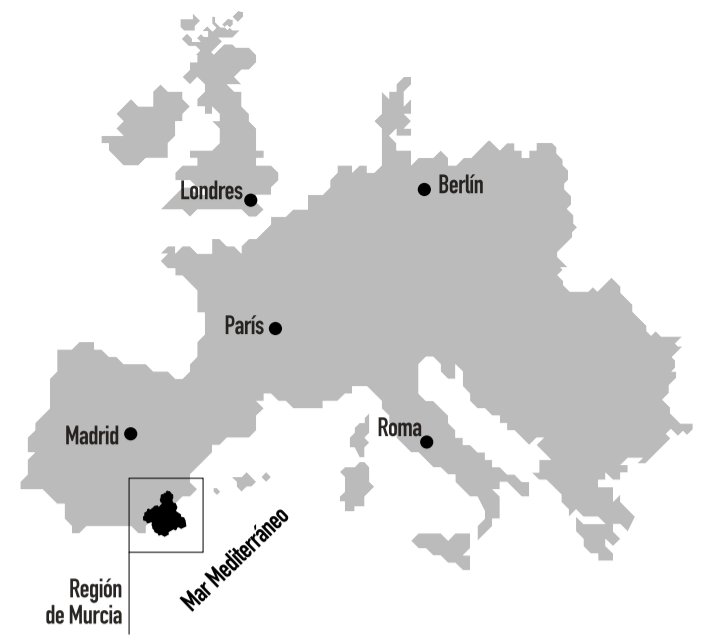 Londres
Berlín
París
Madrid
Roma
Mar Mediterráneo
Región
de Murcia